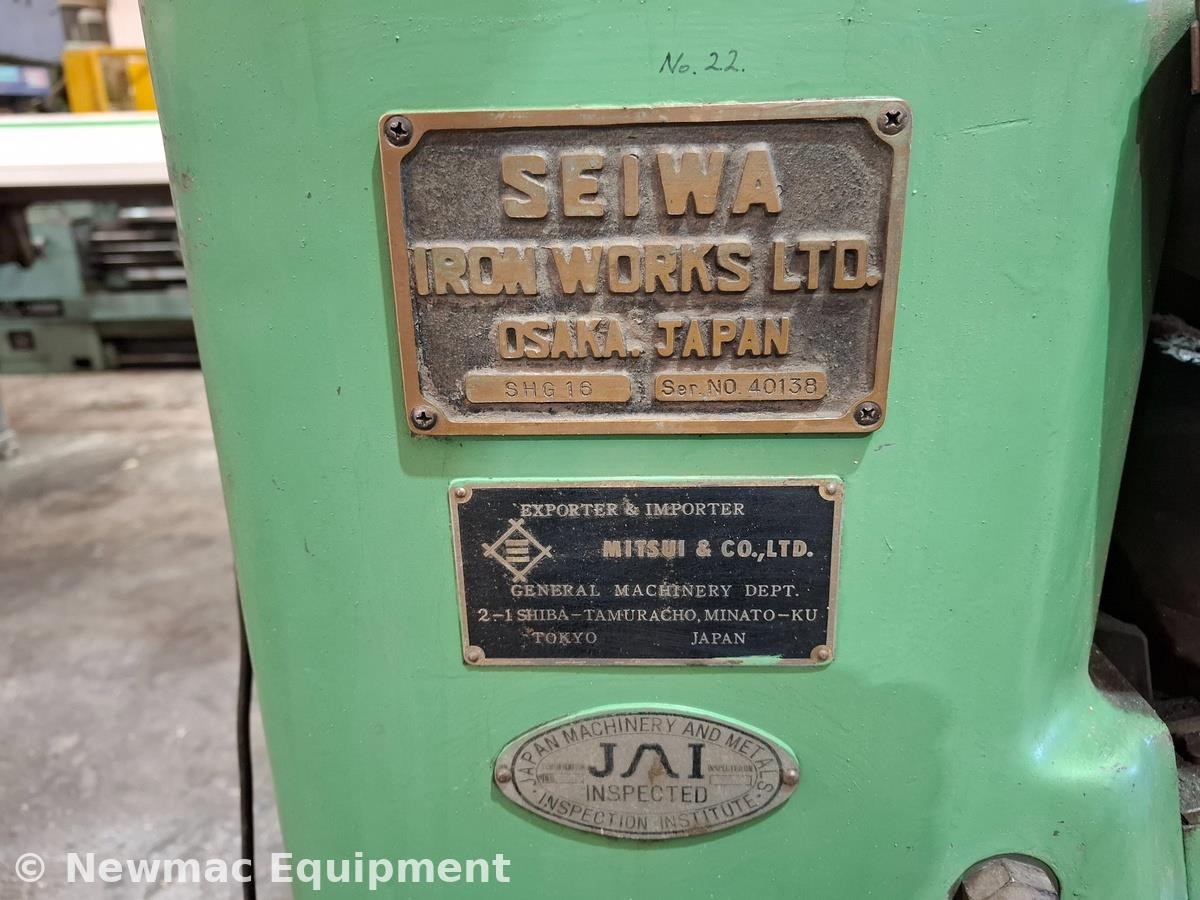 No. 22.
SEIWA
IRON WORKS LTD.
OSAKA. JAPAN
SHG 16 Ser. NO. 40138
EXPORTER & IMPORTER
MITSUI & CO.,LTD.
GENERAL MACHINERY DEPT.
2-1 SHIBA-TAMURACHO, MINATO-KU
TOKYO JAPAN
JAPAN MACHINERY AND METALS
JMI
INSPECTED
INSPECTION INSTITUTE
© Newmac Equipment